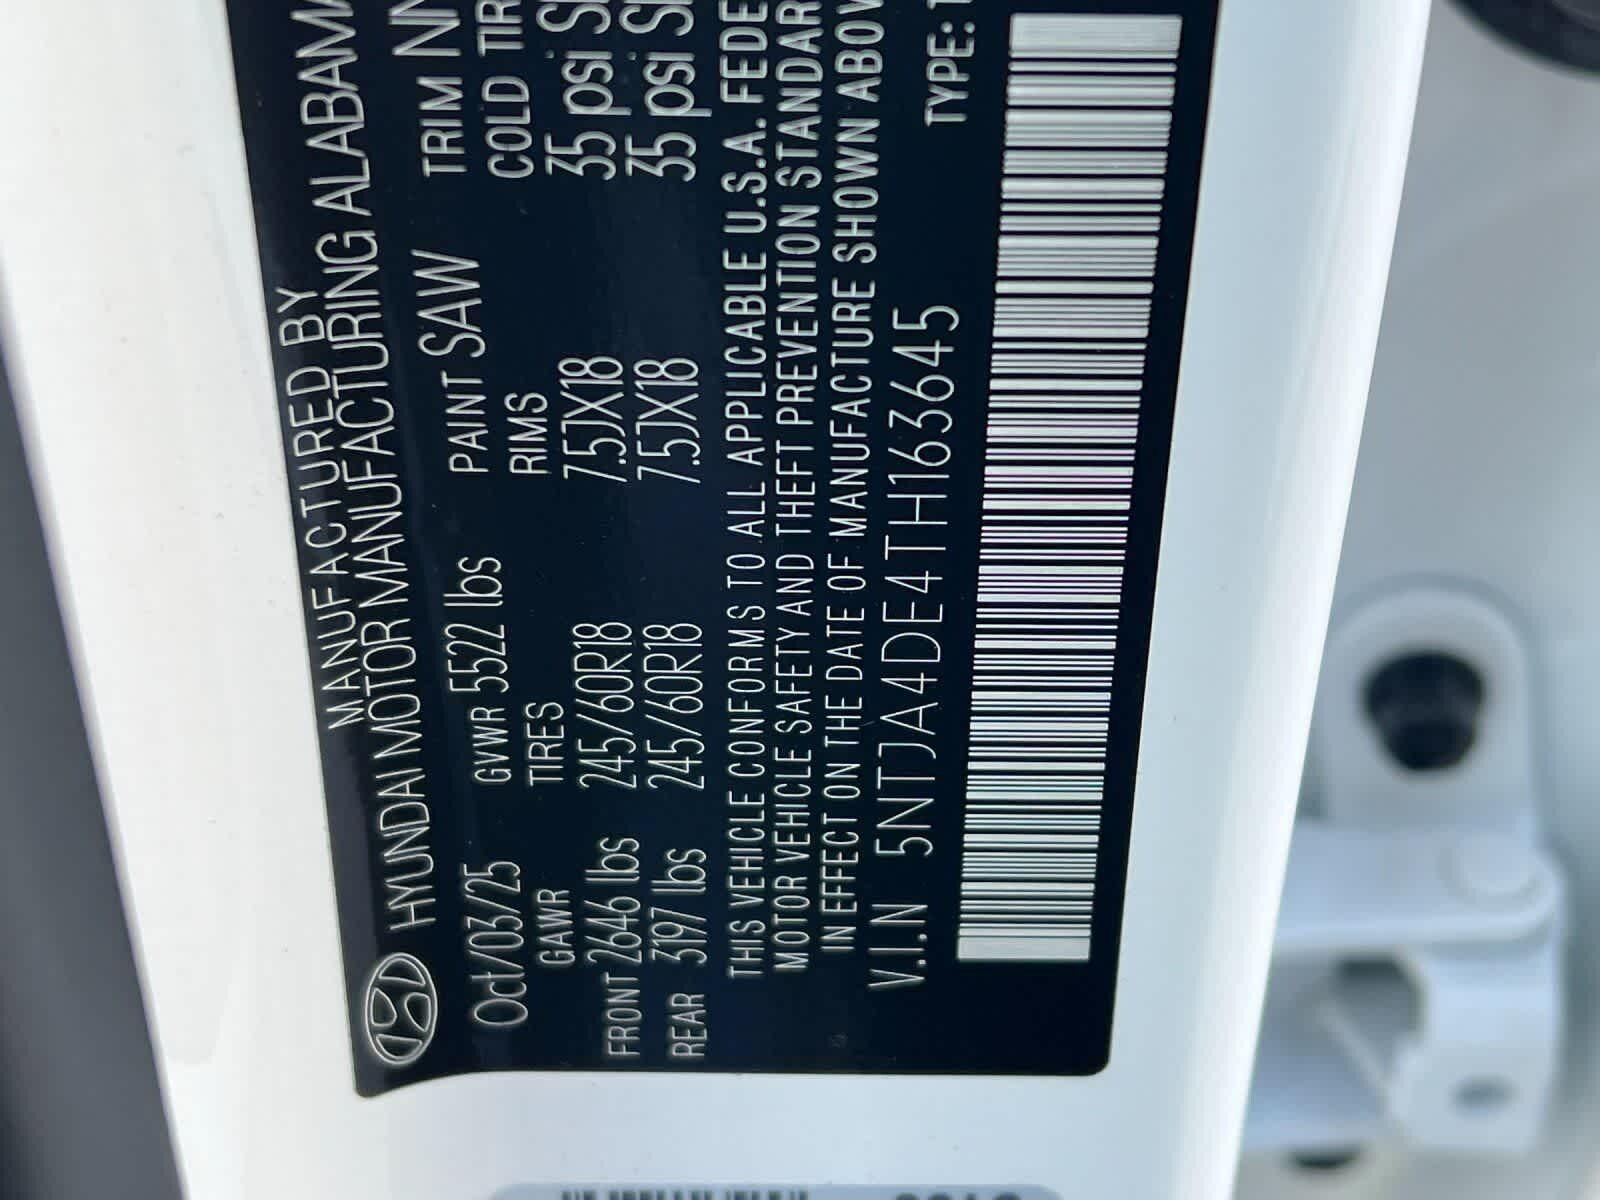 MANUFACTURED BY
HYUNDAI MOTOR MANUFACTURING ALABAMA
Oct/03/25 GVWR 5522 lbs PAINT SAW TRIM
GAWR TIRES RIMS COLD
FRONT 2646 lbs 245/60R18 7.5JX18 35 psi
REAR 3197 lbs 245/60R18 7.5JX18 35 psi
THIS VEHICLE CONFORMS TO ALL APPLICABLE U.S.A.
MOTOR VEHICLE SAFETY AND THEFT PREVENTION STANDAR
IN EFFECT ON THE DATE OF MANUFACTURE SHOWN ABOV
V.I.N 5NTJA4DE4TH163645 TYPE: